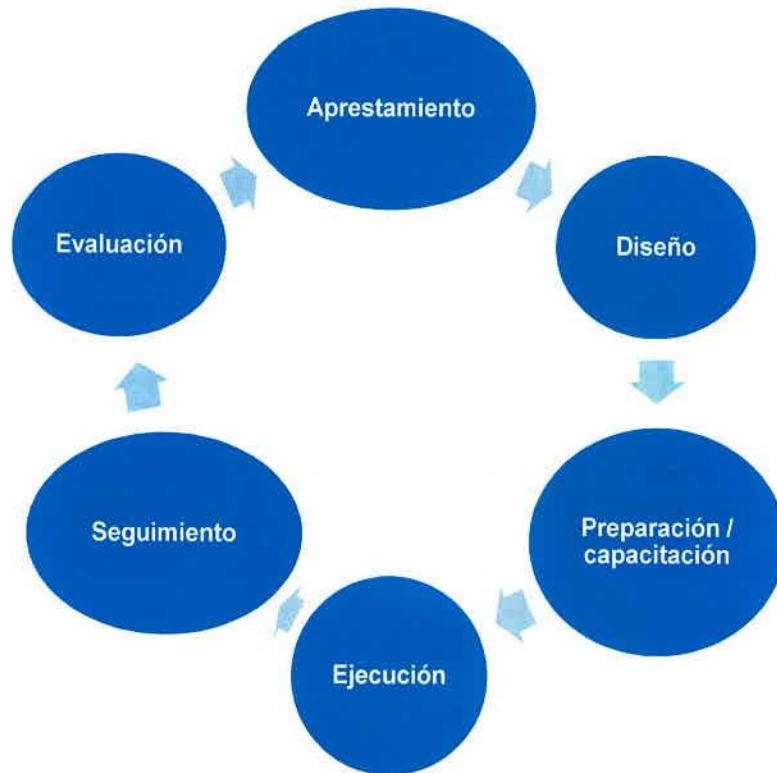 Aprestamiento
Diseño
Preparación /
capacitación
Ejecución
Seguimiento
Evaluación